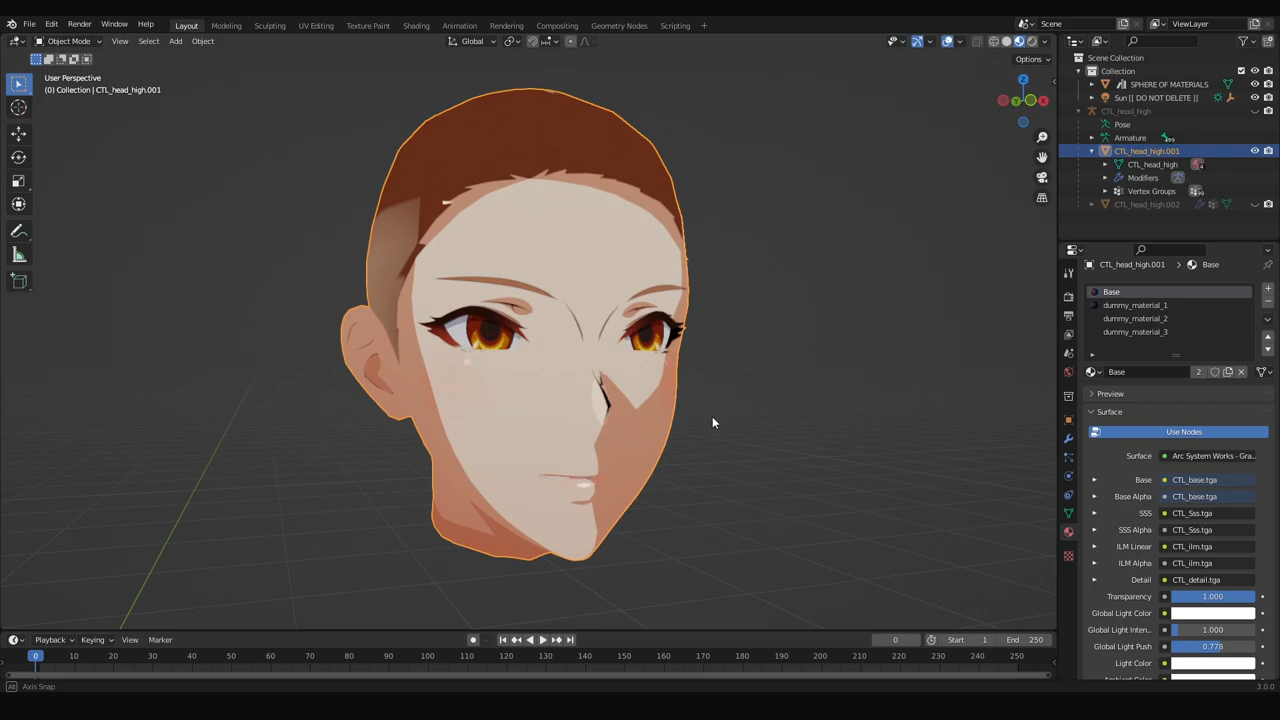 File Edit Render Window Help Layout Modeling Sculpting UV Editing Texture Paint Shading Animation Rendering Compositing Geometry Nodes Scripting + Scene ViewLayer
Object Mode View Select Add Object Global
Options
User Perspective
(0) Collection | CTL_head_high.001
Z
X
Y
Scene Collection
Collection
SPHERE OF MATERIALS
Sun [[ DO NOT DELETE ]]
CTL_head_high
Pose
Armature
CTL_head_high.001
CTL_head_high
Modifiers
Vertex Groups
CTL_head_high.002
CTL_head_high.001 > Base
Base
dummy_material_1
dummy_material_2
dummy_material_3
Base 2
Preview
Surface
Use Nodes
Surface Arc System Works - Gra..
Base CTL_base.tga
Base Alpha CTL_base.tga
SSS CTL_Sss.tga
SSS Alpha CTL_Sss.tga
ILM Linear CTL_ilm.tga
ILM Alpha CTL_ilm.tga
Detail CTL_detail.tga
Transparency 1.000
Global Light Color
Global Light Inten.. 1.000
Global Light Push 0.778
Light Color
Playback Keying View Marker 0 Start 1 End 250
0 10 20 30 40 50 60 70 80 90 100 110 120 130 140 150 160 170 180 190 200 210 220 230 240 250
Alt Axis Snap 3.0.0